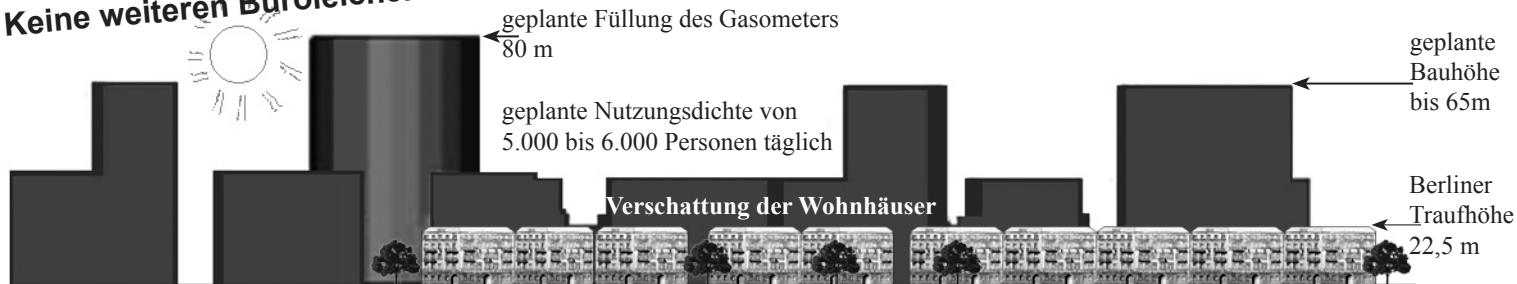 Keine weiteren
geplante Füllung des Gasometers
80 m
geplante Nutzungsdichte von
5.000 bis 6.000 Personen täglich
geplante
Bauhöhe
bis 65m
Verschattung der Wohnhäuser
Berliner
Traufhöhe
22,5 m